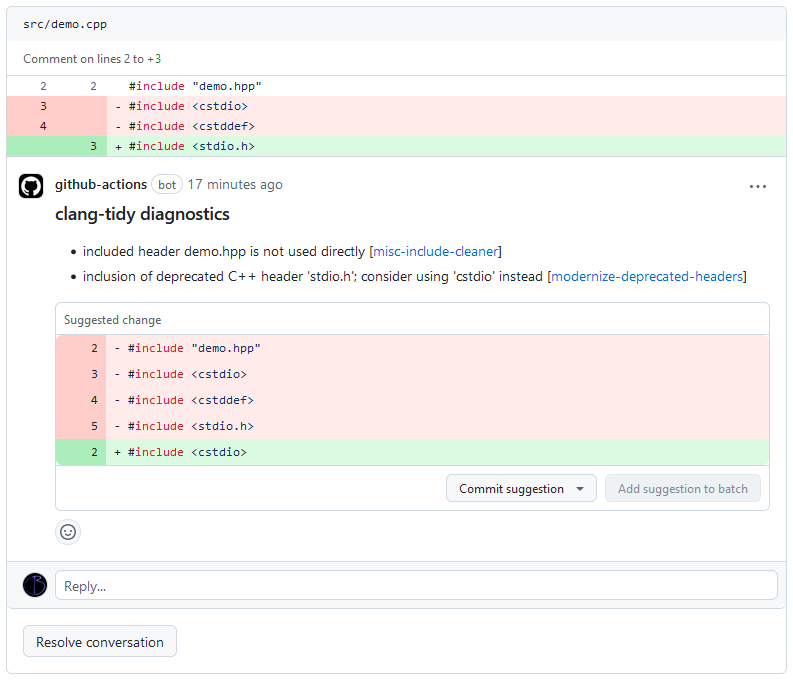 src/demo.cpp
Comment on lines 2 to +3
2 2 #include "demo.hpp"
3 - #include <cstdio>
4 - #include <cstddef>
3 + #include <stdio.h>
github-actions bot 17 minutes ago
clang-tidy diagnostics
• included header demo.hpp is not used directly [misc-include-cleaner]
• inclusion of deprecated C++ header 'stdio.h'; consider using 'cstdio' instead [modernize-deprecated-headers]
Suggested change
2 - #include "demo.hpp"
3 - #include <cstdio>
4 - #include <cstddef>
5 - #include <stdio.h>
2 + #include <cstdio>
Commit suggestion
Add suggestion to batch
Reply...
Resolve conversation